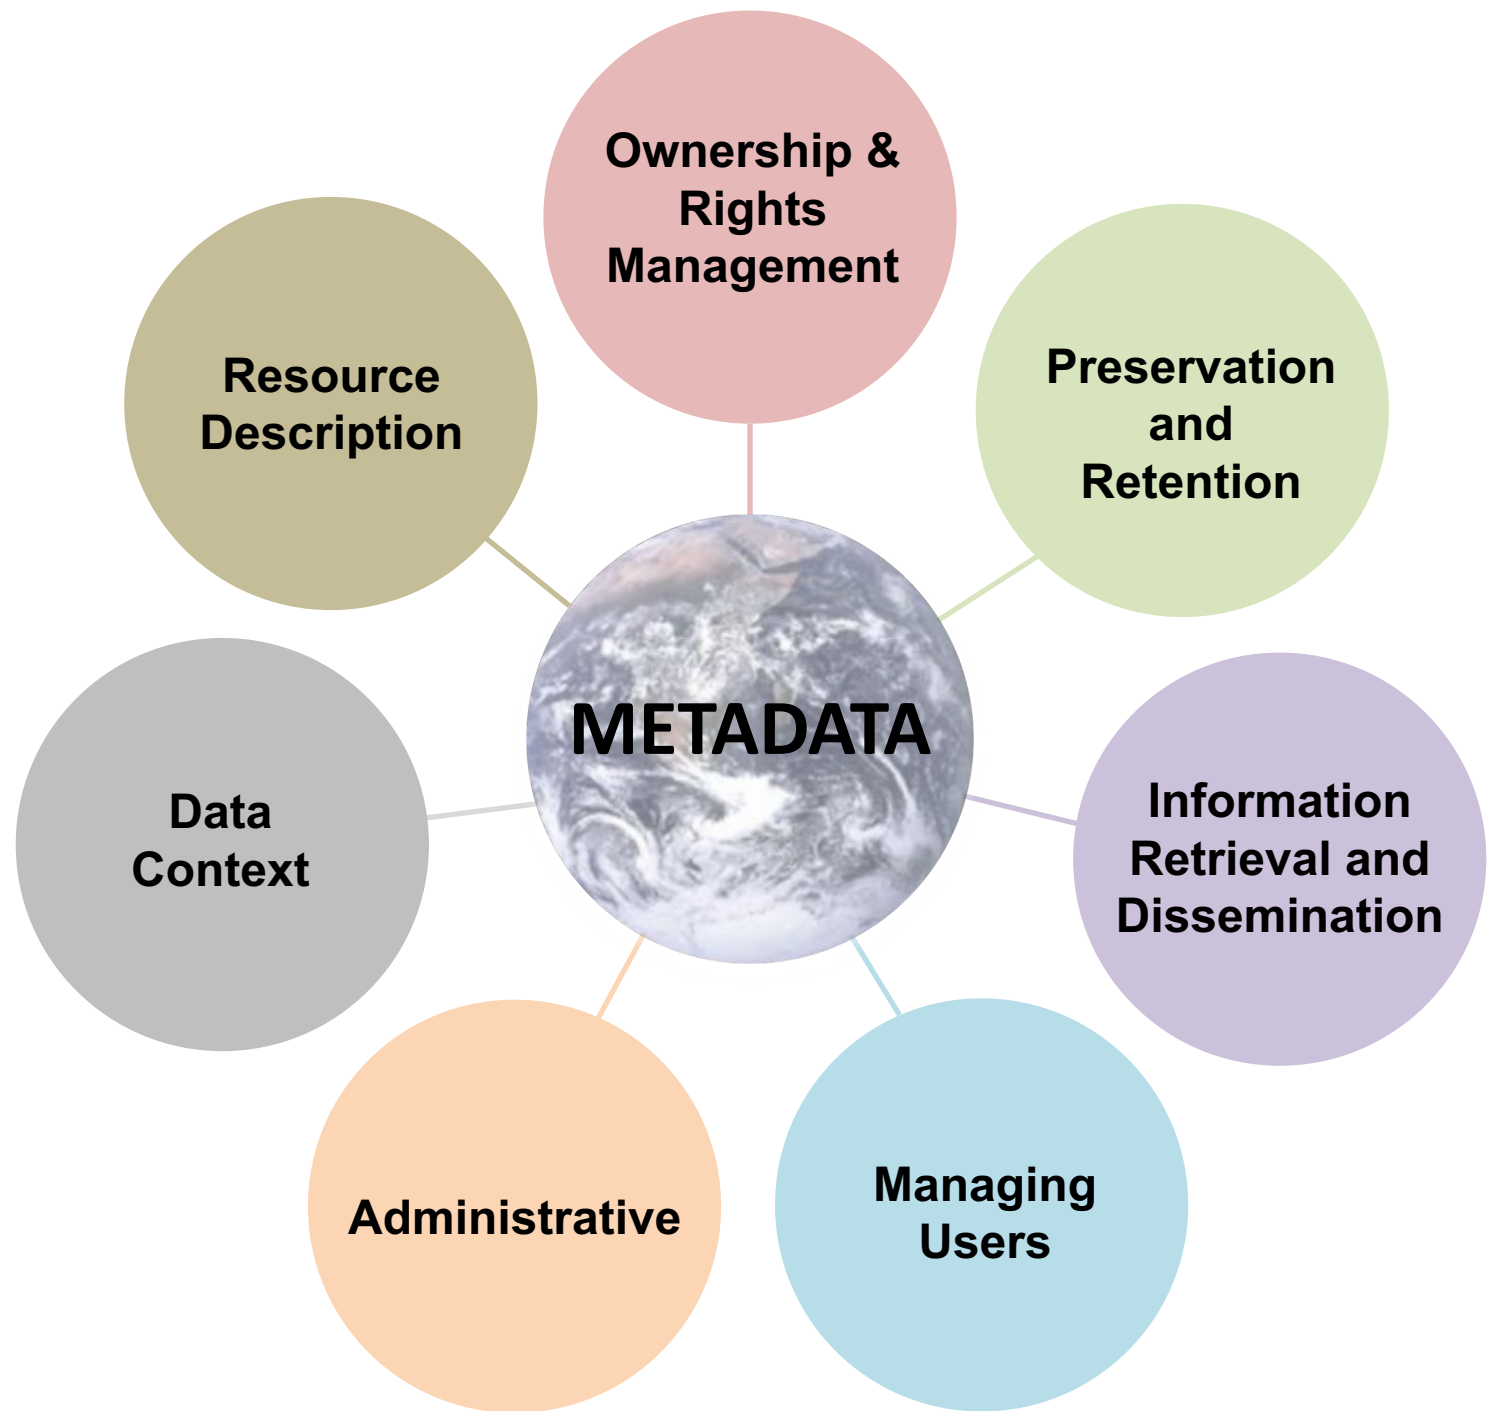 Ownership &
Rights
Management
Preservation
and
Retention
Information
Retrieval and
Dissemination
Managing
Users
Administrative
Data
Context
Resource
Description
METADATA